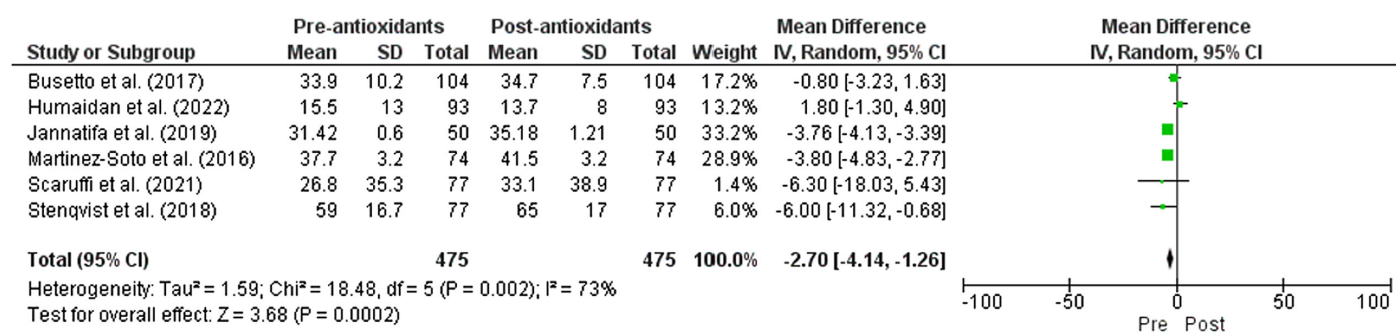 Pre-antioxidants Post-antioxidants Mean Difference Mean Difference
Study or Subgroup Mean SD Total Mean SD Total Weight IV, Random, 95% CI IV, Random, 95% CI
Busetto et al. (2017) 33.9 10.2 104 34.7 7.5 104 17.2% -0.80 [-3.23, 1.63]
Humaidan et al. (2022) 15.5 13 93 13.7 8 93 13.2% 1.80 [-1.30, 4.90]
Jannatifa et al. (2019) 31.42 0.6 50 35.18 1.21 50 33.2% -3.76 [-4.13, -3.39]
Martinez-Soto et al. (2016) 37.7 3.2 74 41.5 3.2 74 28.9% -3.80 [-4.83, -2.77]
Scaruffi et al. (2021) 26.8 35.3 77 33.1 38.9 77 1.4% -6.30 [-18.03, 5.43]
Stenqvist et al. (2018) 59 16.7 77 65 17 77 6.0% -6.00 [-11.32, -0.68]
Total (95% CI) 475 475 100.0% -2.70 [-4.14, -1.26]
Heterogeneity: Tau² = 1.59; Chi² = 18.48, df = 5 (P = 0.002); I² = 73%
Test for overall effect: Z = 3.68 (P = 0.0002)
-100 -50 0 50 100
Pre Post